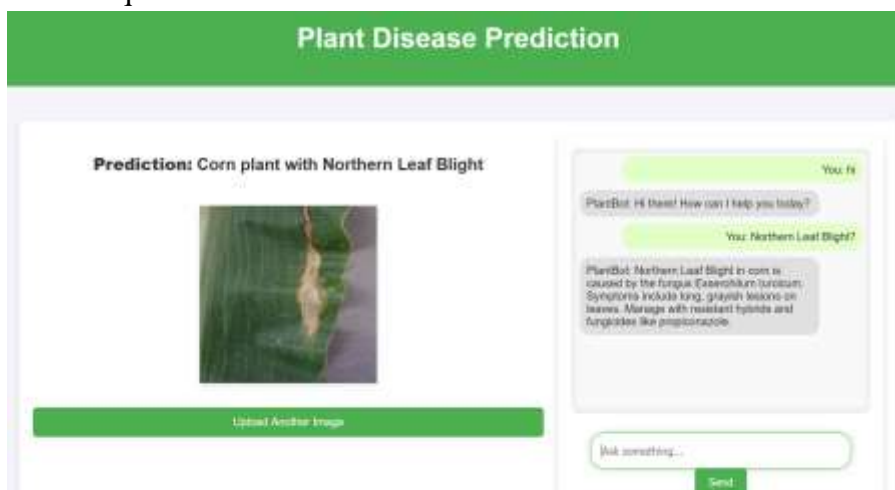 Plant Disease Prediction
Prediction: Corn plant with Northern Leaf Blight
Upload Another Image
You: hi
PlantBot: Hi there! How can I help you today?
You: Northern Leaf Blight?
PlantBot: Northern Leaf Blight in corn is
caused by the fungus Exserohilum turcicum.
Symptoms include long, grayish lesions on
leaves. Manage with resistant hybrids and
fungicides like propiconazole.
Ask something...
Send